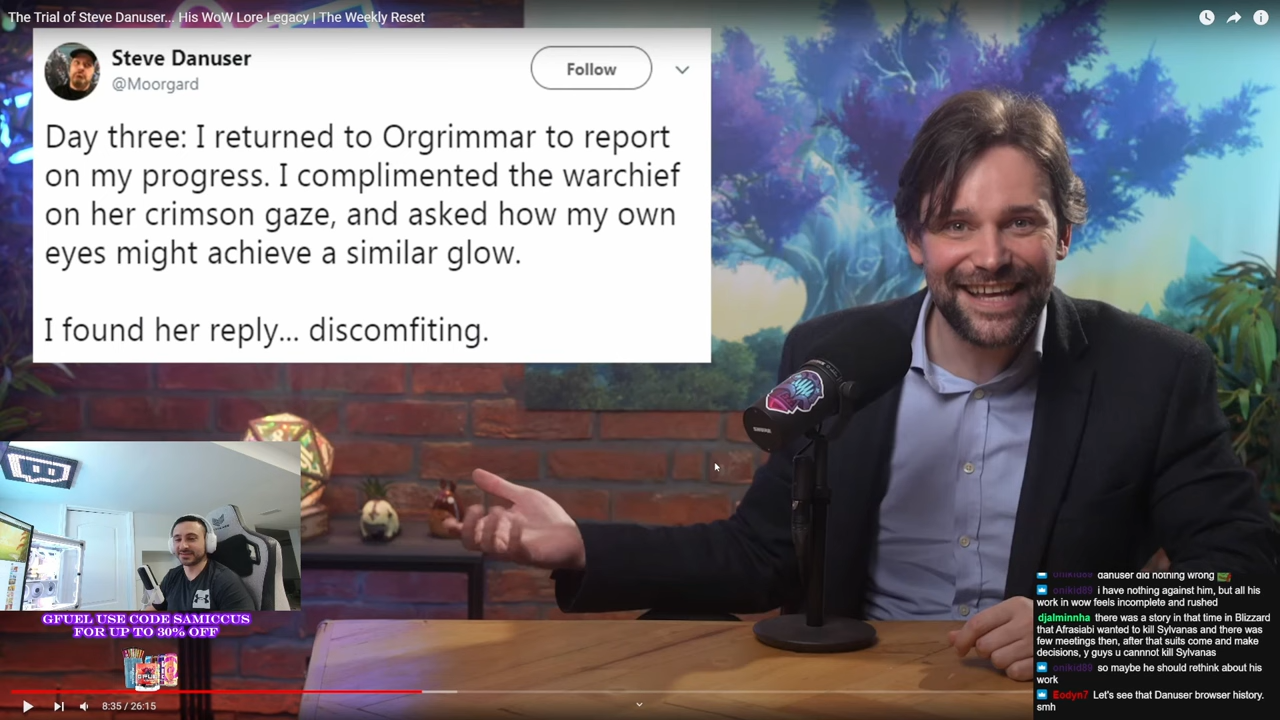 The Trial of Steve Danuser... His WoW Lore Legacy | The Weekly Reset
Steve Danuser
@Moorgard
Follow
Day three: I returned to Orgrimmar to report
on my progress. I complimented the warchief
on her crimson gaze, and asked how my own
eyes might achieve a similar glow.
I found her reply... discomfiting.
GFUEL USE CODE SAMICCUS
FOR UP TO 30% OFF
onikid89 danuser did nothing wrong
onikid89 i have nothing against him, but all his
work in wow feels incomplete and rushed
djalminnha there was a story in that time in Blizzard
that Afrasiabi wanted to kill Sylvanas and there was
few meetings then, after that suits come and make
decisions, y guys u cannnot kill Sylvanas
onikid89 so maybe he should rethink about his
work
Eodyn7 Let's see that Danuser browser history.
smh
8:35 / 26:15